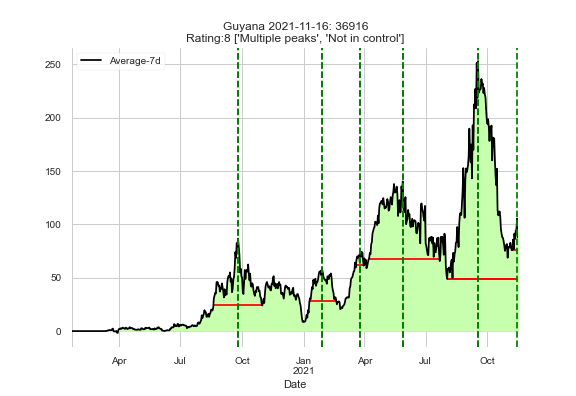 Guyana 2021-11-16: 36916
Rating:8 ['Multiple peaks', 'Not in control']
Average-7d
250
200
150
100
50
0
Apr Jul Oct Jan Apr Jul Oct
2021
Date